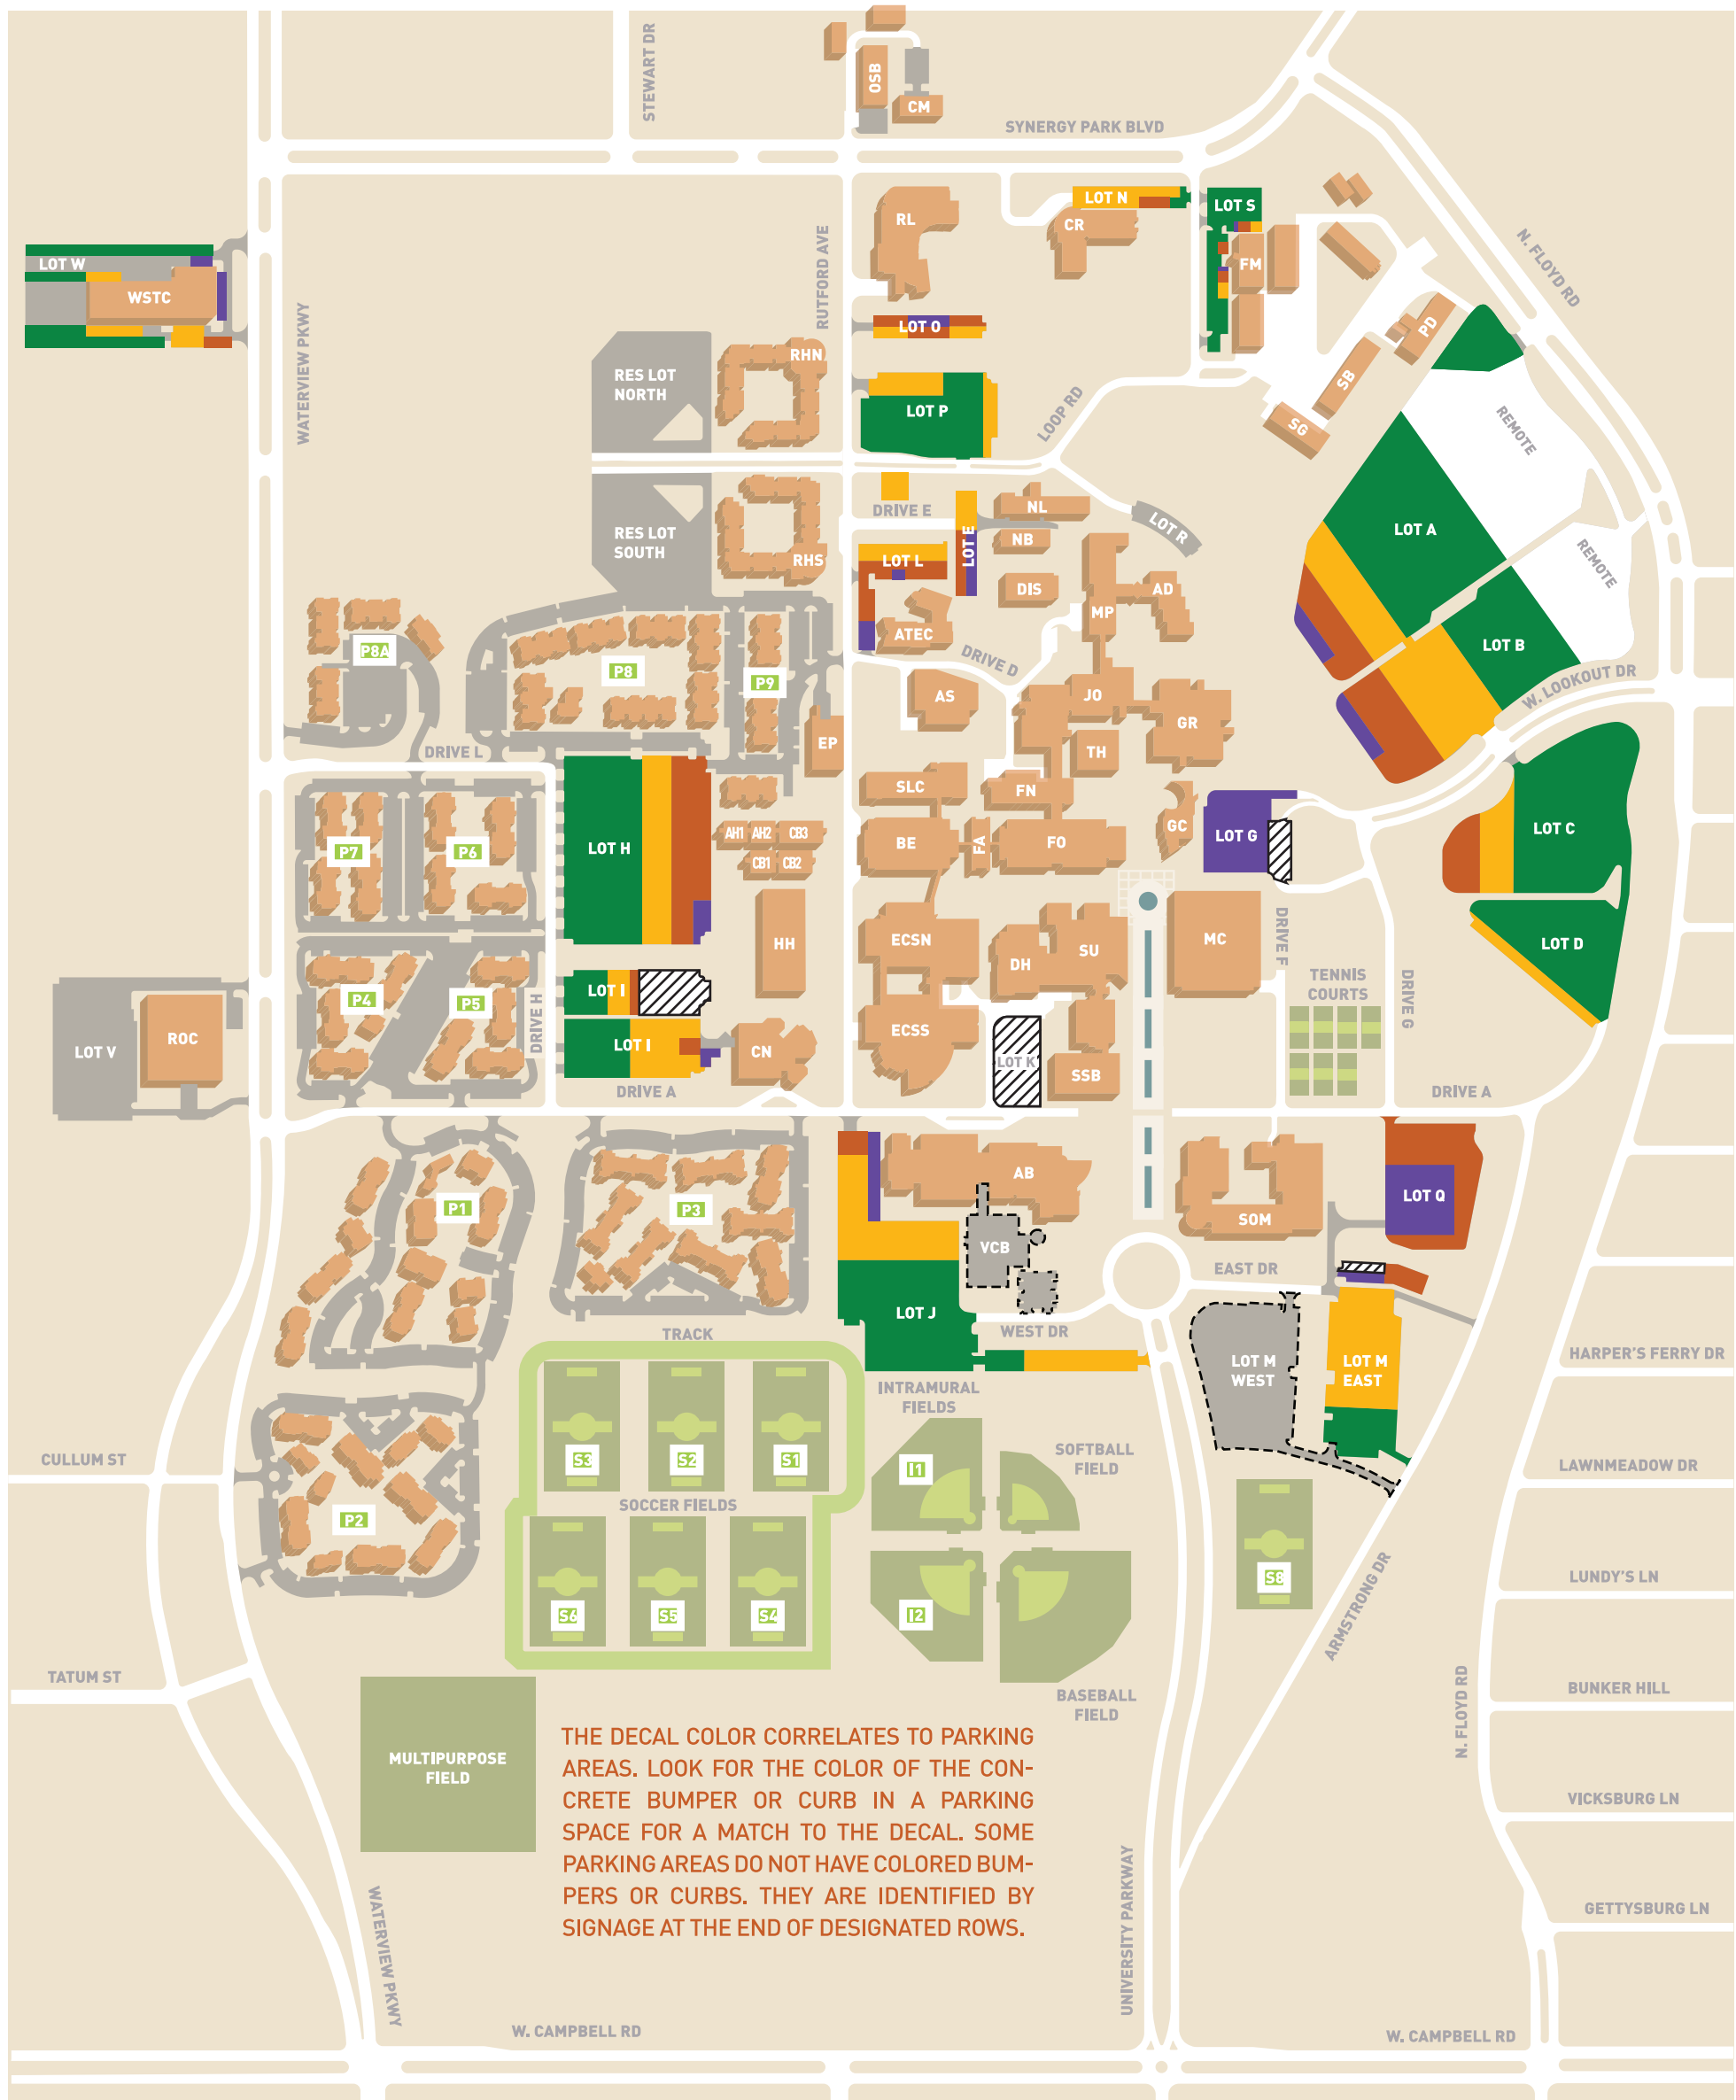 STEWART DR
OSB
CM
SYNERGY PARK BLVD
N. FLOYD RD
LOT W
WSTC
WATERVIEW PKWY
RUTFORD AVE
RL
LOT N
CR
LOT S
FM
PD
SB
SG
LOT O
RES LOT
NORTH
RHN
LOT P
LOOP RD
REMOTE
REMOTE
RES LOT
SOUTH
RHS
DRIVE E
LOT E
NL
NB
LOT R
LOT A
LOT L
DIS
MP
AD
ATEC
DRIVE D
LOT B
W. LOOKOUT DR
P8A
P8
P9
AS
JO
GR
TH
EP
DRIVE L
SLC
FN
GC
LOT G
LOT C
P7
P6
LOT H
AH1
AH2
CB3
CB1
CB2
BE
FA
FO
HH
ECSN
DH
SU
MC
DRIVE F
LOT D
TENNIS
COURTS
DRIVE G
P4
P5
DRIVE H
LOT I
LOT V
ROC
LOT I
CN
ECSS
LOT K
SSB
DRIVE A
DRIVE A
P1
P3
AB
SOM
LOT Q
VCB
EAST DR
LOT J
WEST DR
TRACK
LOT M
WEST
LOT M
EAST
HARPER'S FERRY DR
INTRAMURAL
FIELDS
S3
S2
S1
I1
SOFTBALL
FIELD
CULLUM ST
LAWNMEADOW DR
SOCCER FIELDS
P2
S8
ARMSTRONG DR
LUNDY'S LN
S6
S5
S4
I2
TATUM ST
BASEBALL
FIELD
N. FLOYD RD
BUNKER HILL
MULTIPURPOSE
FIELD
THE DECAL COLOR CORRELATES TO PARKING
AREAS. LOOK FOR THE COLOR OF THE CON-
CRETE BUMPER OR CURB IN A PARKING
SPACE FOR A MATCH TO THE DECAL. SOME
PARKING AREAS DO NOT HAVE COLORED BUM-
PERS OR CURBS. THEY ARE IDENTIFIED BY
SIGNAGE AT THE END OF DESIGNATED ROWS.
VICKSBURG LN
WATERVIEW PKWY
UNIVERSITY PARKWAY
GETTYSBURG LN
W. CAMPBELL RD
W. CAMPBELL RD